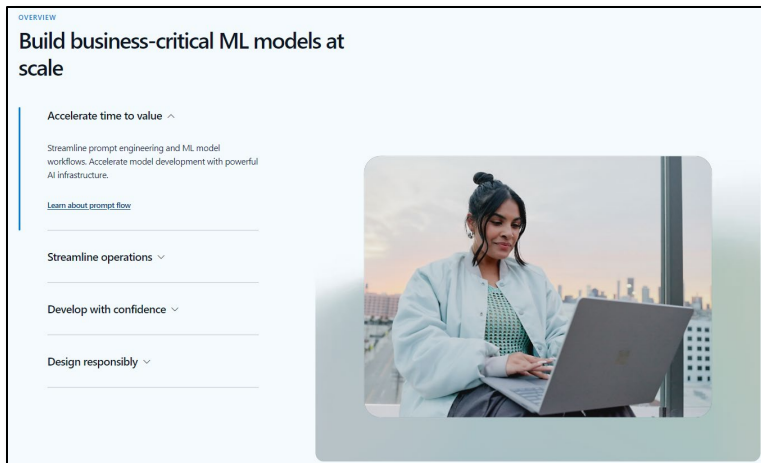 OVERVIEW
Build business-critical ML models at
scale
Accelerate time to value
Streamline prompt engineering and ML model
workflows. Accelerate model development with powerful
AI infrastructure.
Learn about prompt flow
Streamline operations
Develop with confidence
Design responsibly